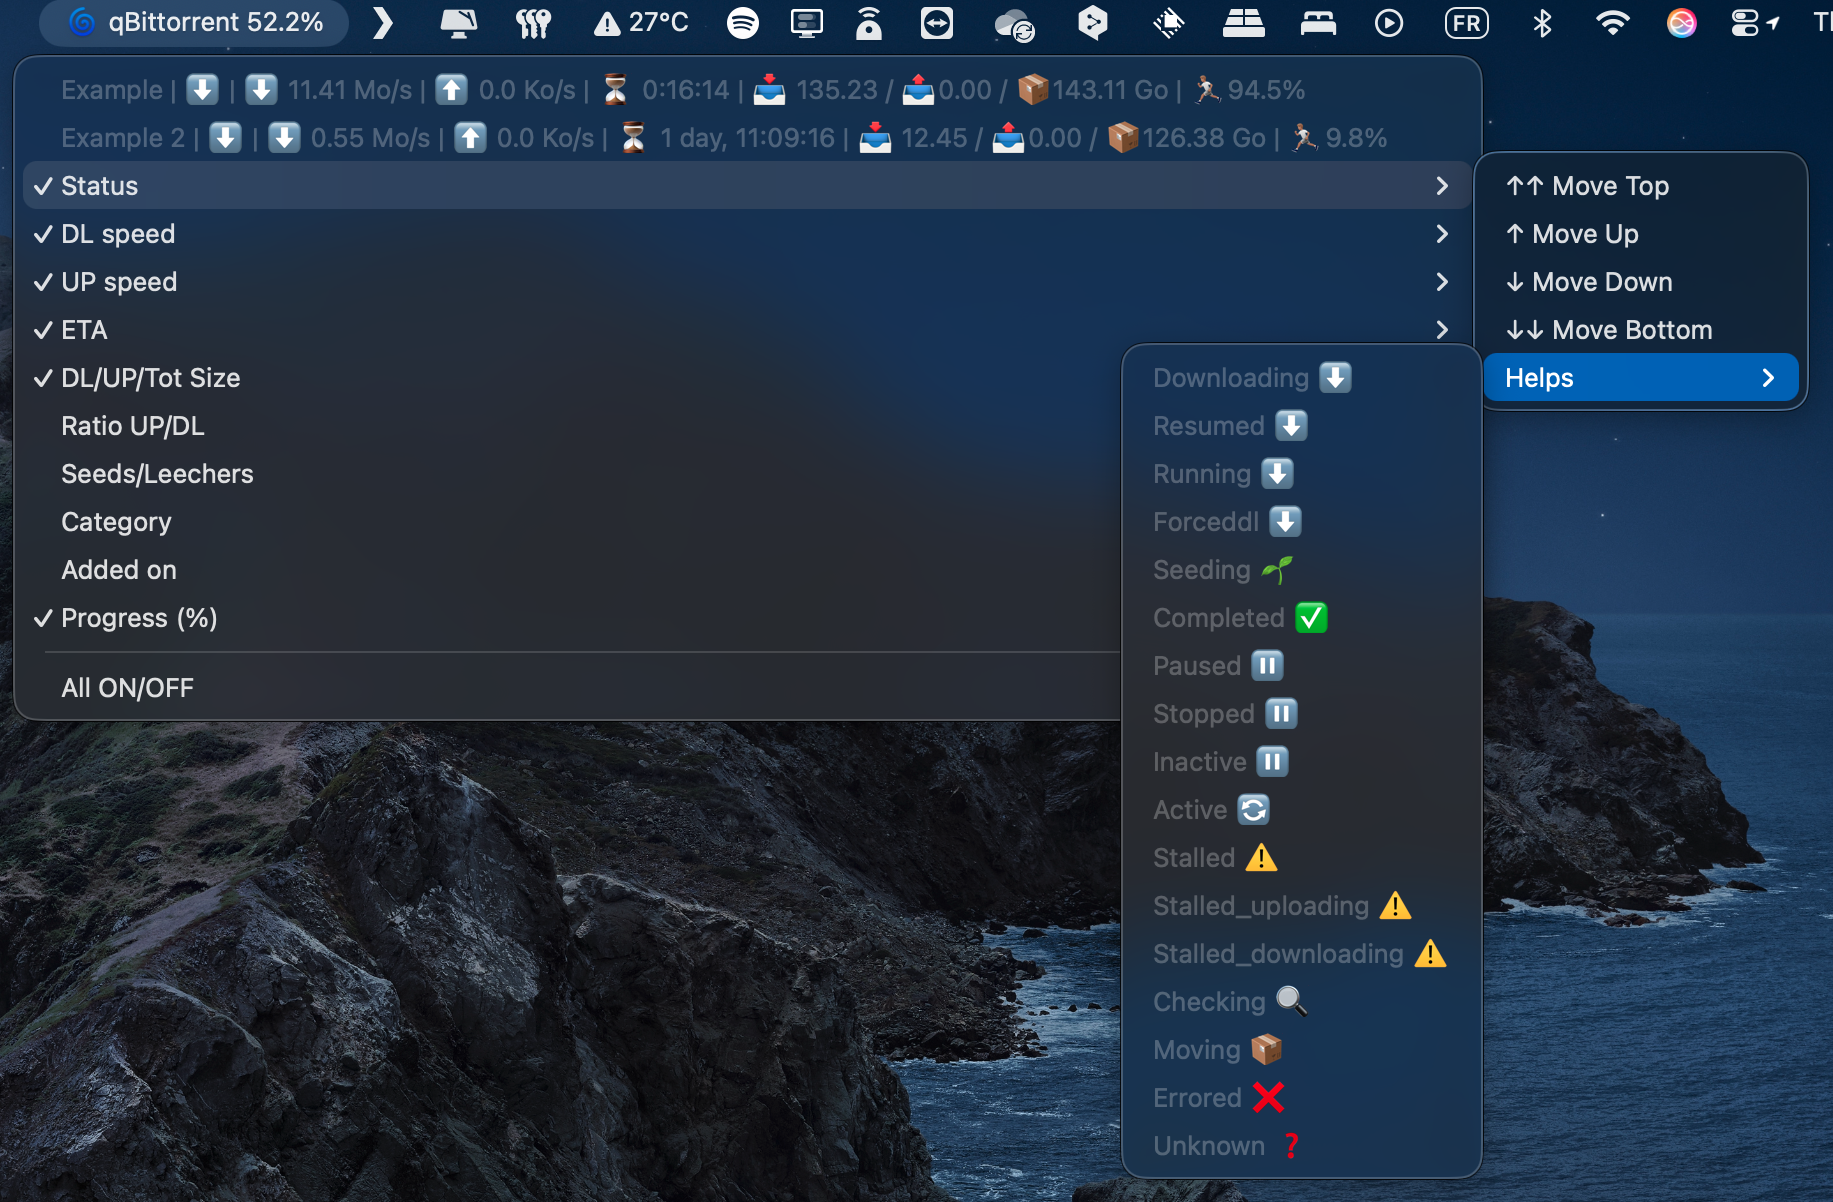 qBittorrent 52.2%
27°C
FR
Example | ⬇️ | ⬇️ 11.41 Mo/s | ⬆️ 0.0 Ko/s | ⏳ 0:16:14 | 📥 135.23 / 📤0.00 / 📦143.11 Go | 🏃 94.5%
Example 2 | ⬇️ | ⬇️ 0.55 Mo/s | ⬆️ 0.0 Ko/s | ⏳ 1 day, 11:09:16 | 📥 12.45 / 📤0.00 / 📦126.38 Go | 🏃 9.8%
✓ Status
✓ DL speed
✓ UP speed
✓ ETA
✓ DL/UP/Tot Size
Ratio UP/DL
Seeds/Leechers
Category
Added on
✓ Progress (%)
All ON/OFF
↑↑ Move Top
↑ Move Up
↓ Move Down
↓↓ Move Bottom
Helps
Downloading ⬇️
Resumed ⬇️
Running ⬇️
Forceddl ⬇️
Seeding 🌱
Completed ✅
Paused ⏸️
Stopped ⏸️
Inactive ⏸️
Active 🔄
Stalled ⚠️
Stalled_uploading ⚠️
Stalled_downloading ⚠️
Checking 🔍
Moving 📦
Errored ❌
Unknown ❓